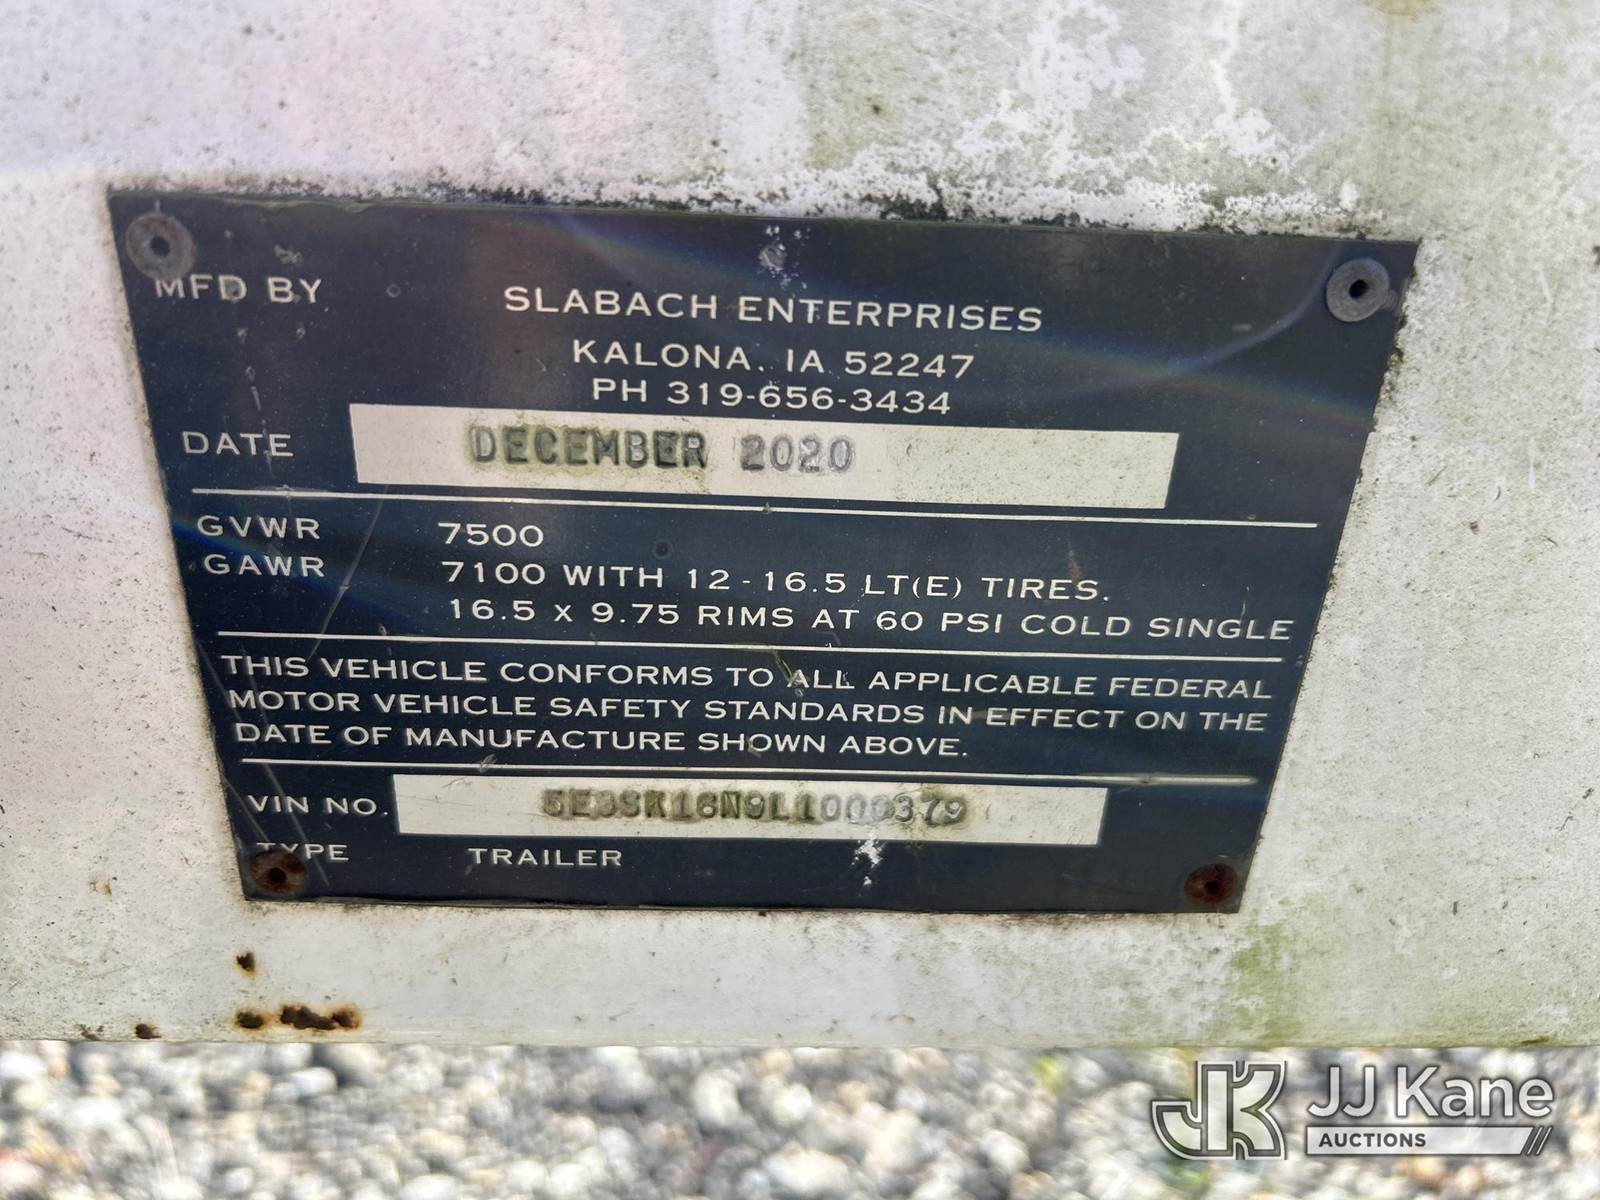 MFD BY SLABACH ENTERPRISES
KALONA, IA 52247
PH 319-656-3434
DATE DECEMBER 2020
GVWR 7500
GAWR 7100 WITH 12-16.5 LT(E) TIRES.
16.5 X 9.75 RIMS AT 60 PSI COLD SINGLE
THIS VEHICLE CONFORMS TO ALL APPLICABLE FEDERAL
MOTOR VEHICLE SAFETY STANDARDS IN EFFECT ON THE
DATE OF MANUFACTURE SHOWN ABOVE.
VIN NO. 5E3SK16N9L1000379
TYPE TRAILER
JK JJ Kane
AUCTIONS